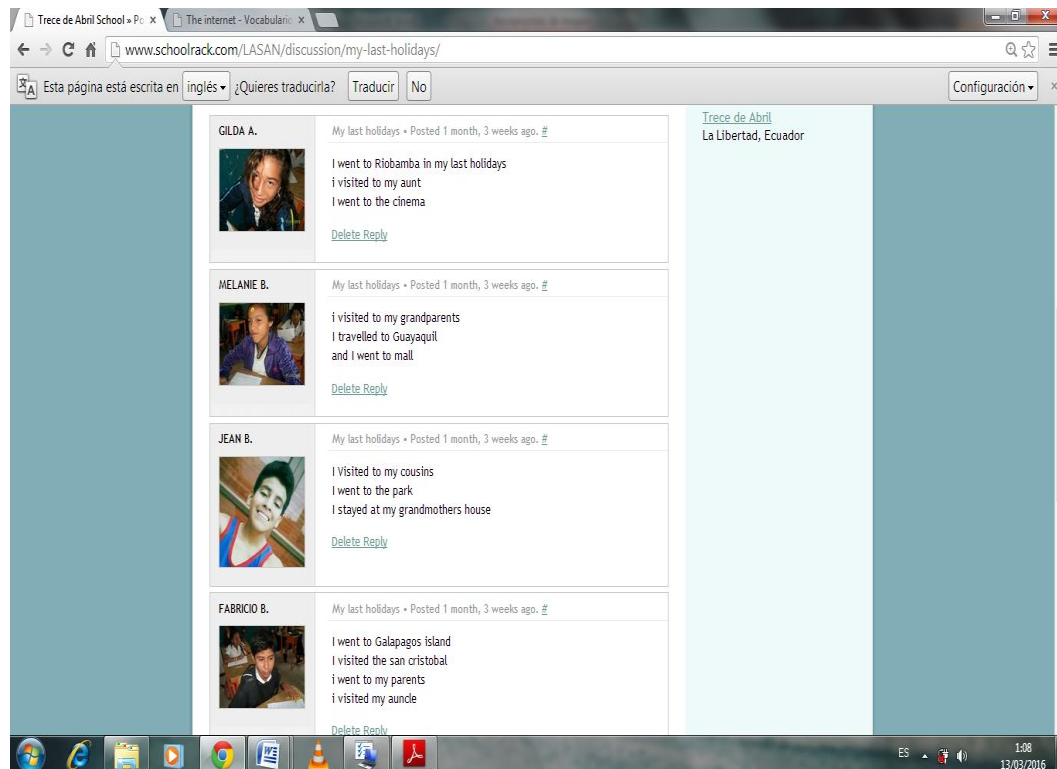 Trece de Abril School » Po
The internet - Vocabulario
www.schoolrack.com/LASAN/discussion/my-last-holidays/
Esta página está escrita en inglés ¿Quieres traducirla? Traducir No Configuración
GILDA A.
My last holidays • Posted 1 month, 3 weeks ago. #
I went to Riobamba in my last holidays
i visited to my aunt
I went to the cinema
Delete Reply
Trece de Abril
La Libertad, Ecuador
MELANIE B.
My last holidays • Posted 1 month, 3 weeks ago. #
i visited to my grandparents
I travelled to Guayaquil
and I went to mall
Delete Reply
JEAN B.
My last holidays • Posted 1 month, 3 weeks ago. #
I Visited to my cousins
I went to the park
I stayed at my grandmothers house
Delete Reply
FABRICIO B.
My last holidays • Posted 1 month, 3 weeks ago. #
I went to Galapagos island
I visited the san cristobal
i went to my parents
i visited my auncle
Delete Reply
ES
1:08
13/03/2016